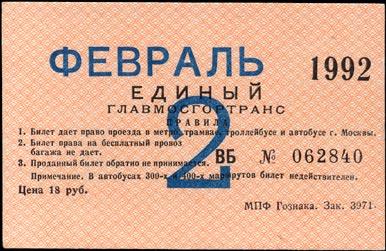 ФЕВРАЛЬ 1992
ЕДИНЫЙ
ГЛАВМОСГОРТРАНС
ПРАВИЛА
1. Билет дает право проезда в метро, трамвае, троллейбусе и автобусе г. Москвы.
2. Билет права на бесплатный провоз
багажа не дает.
3. Проданный билет обратно не принимается.
2
ВБ № 062840
Примечание. В автобусах 300-х и 400-х маршрутов билет недействителен.
Цена 18 руб.
МПФ Гознака. Зак. 3971.